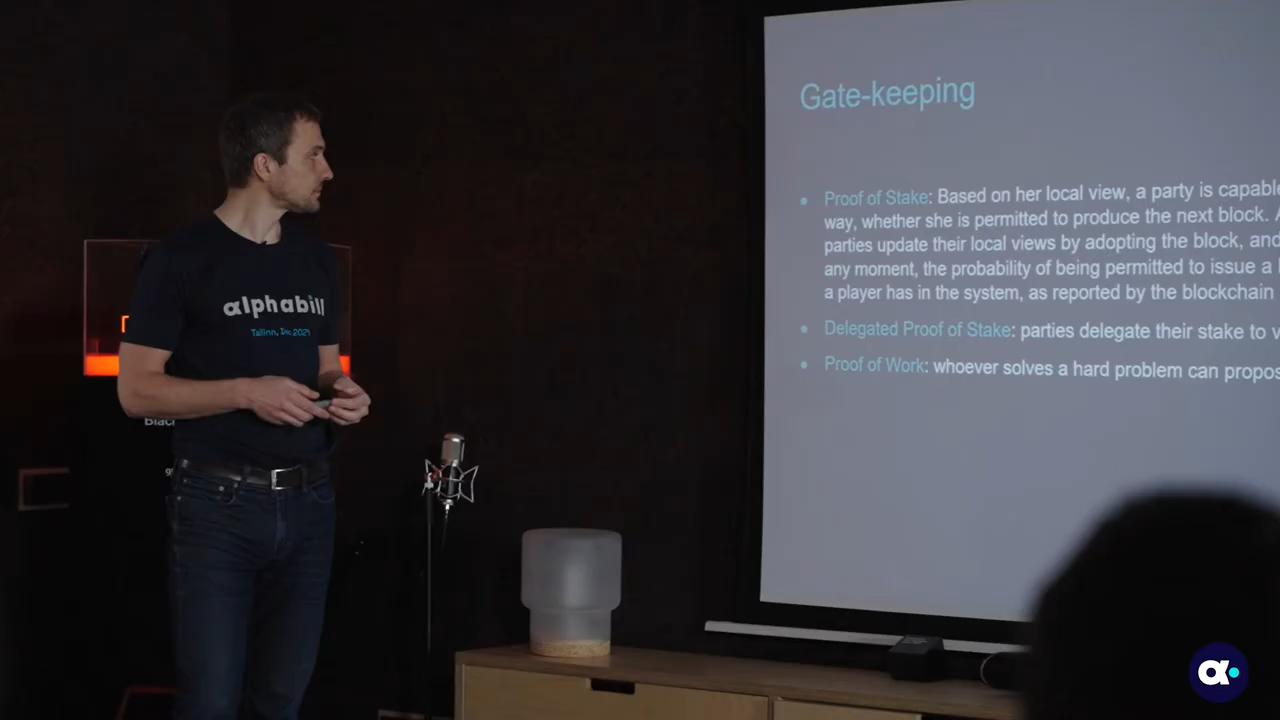 Gate-keeping
• Proof of Stake: Based on her local view, a party is capable
way, whether she is permitted to produce the next block.
parties update their local views by adopting the block, and
any moment, the probability of being permitted to issue a
a player has in the system, as reported by the blockchain
• Delegated Proof of Stake: parties delegate their stake to
• Proof of Work: whoever solves a hard problem can
alphabill
Tallinn, Dec 2021